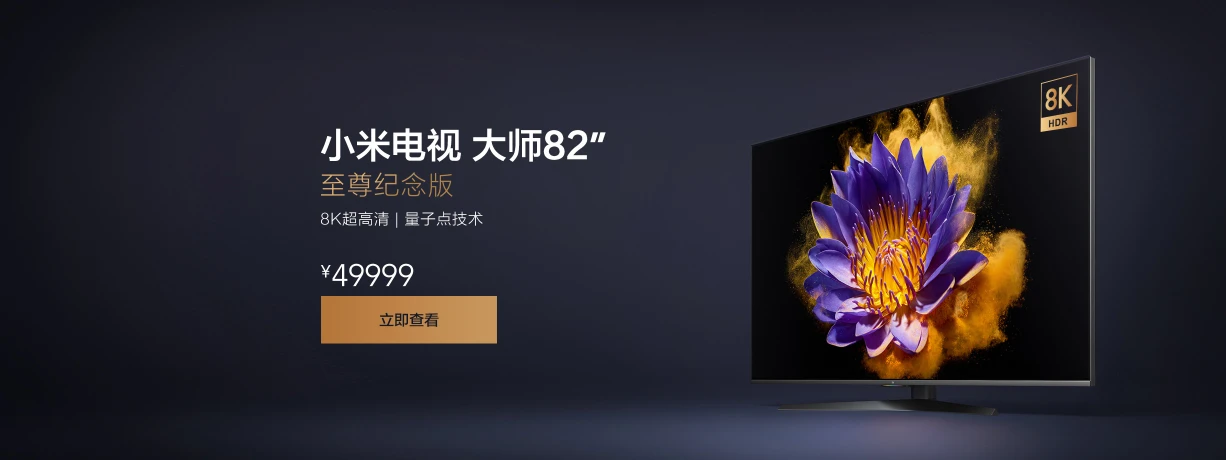 小米电视 大师82″
至尊纪念版
8K超高清 | 量子点技术
¥49999
立即查看
8K
HDR